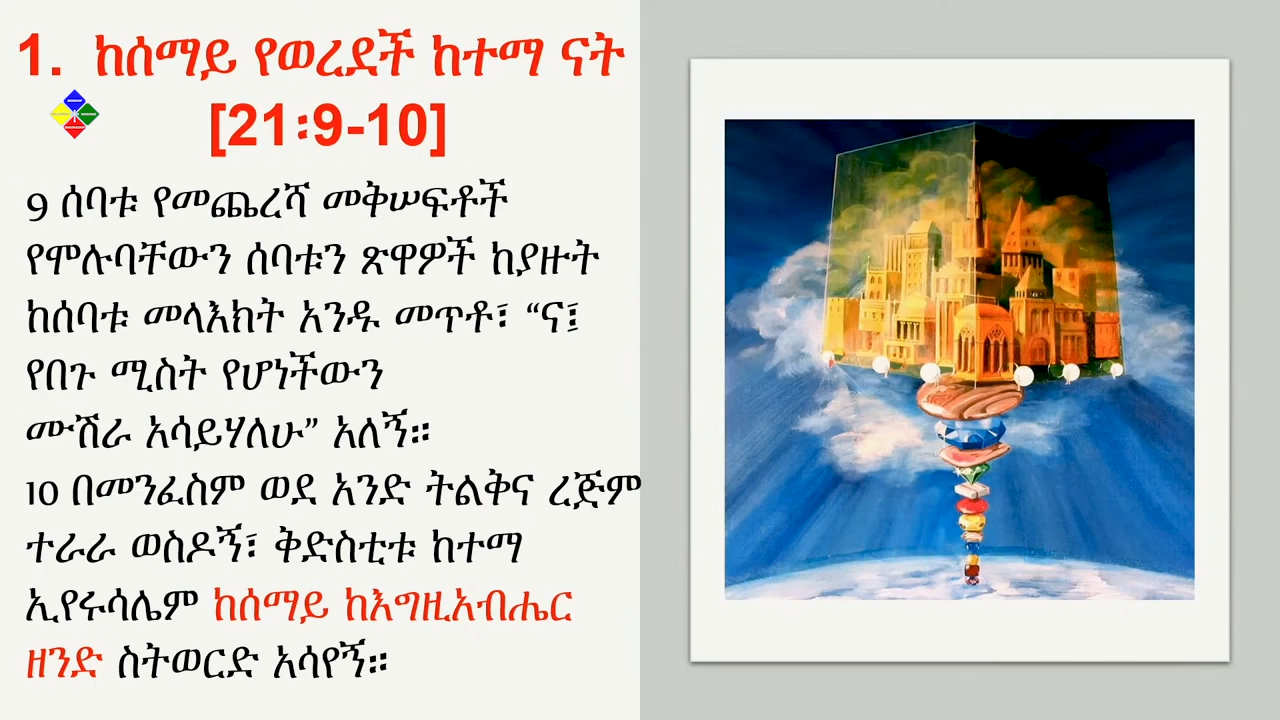 1. ከሰማይ የወረደች ከተማ ናት
[21፡9-10]
9 ሰባቱ የመጨረሻ መቅሠፍቶች
የሞሉባቸውን ሰባቱን ጽዋዎች ከያዙት
ከሰባቱ መላእክት አንዱ መጥቶ፣ “ና፤
የበጉ ሚስት የሆነችውን
ሙሽራ አሳይሃለሁ” አለኝ።
10 በመንፈስም ወደ አንድ ትልቅና ረጅም
ተራራ ወስዶኝ፣ ቅድስቲቱ ከተማ
ኢየሩሳሌም ከሰማይ ከእግዚአብሔር
ዘንድ ስትወርድ አሳየኝ።